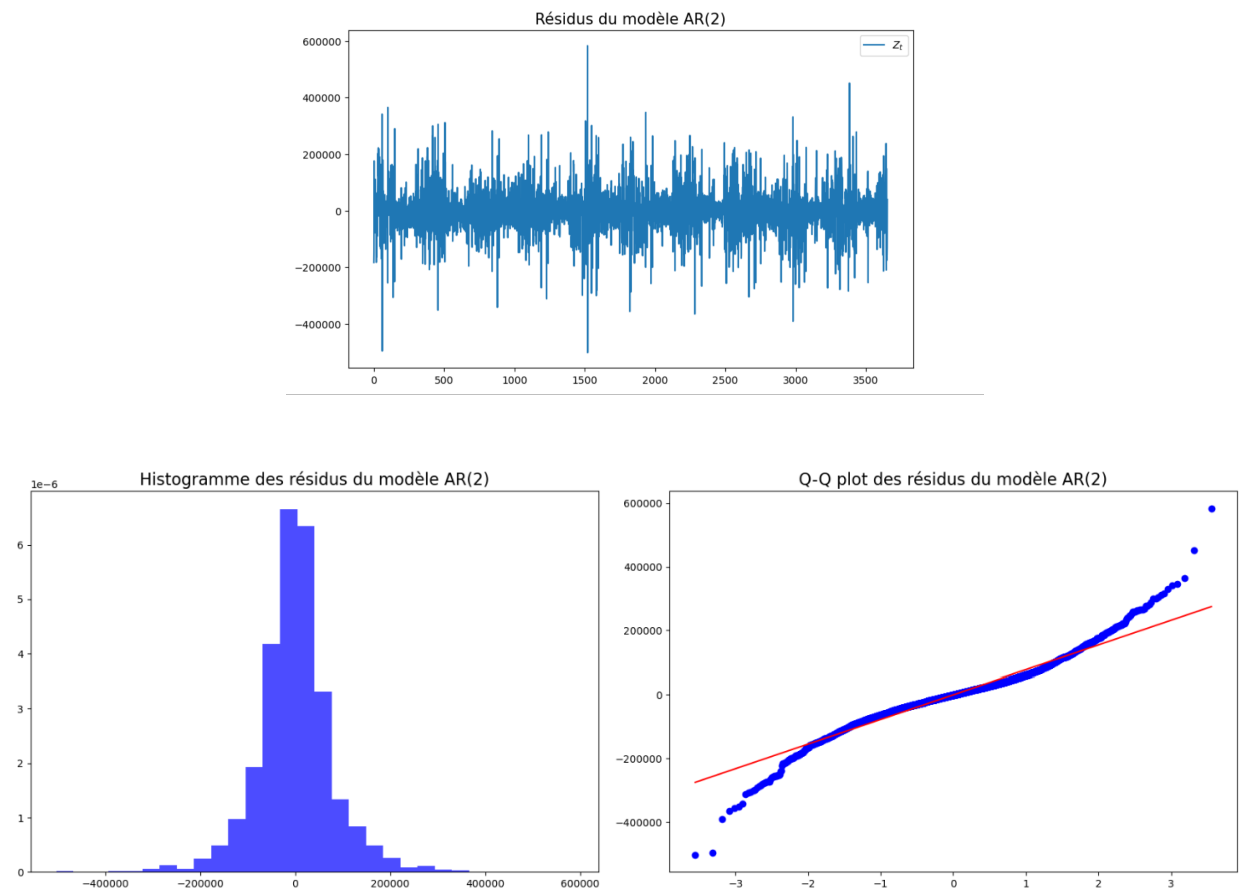 Résidus du modèle AR(2)
600000
400000
200000
0
−200000
−400000
Z_t
0 500 1000 1500 2000 2500 3000 3500
Histogramme des résidus du modèle AR(2)
1e−6
6
5
4
3
2
1
0
−400000 −200000 0 200000 400000 600000
Q-Q plot des résidus du modèle AR(2)
600000
400000
200000
0
−200000
−400000
−3 −2 −1 0 1 2 3